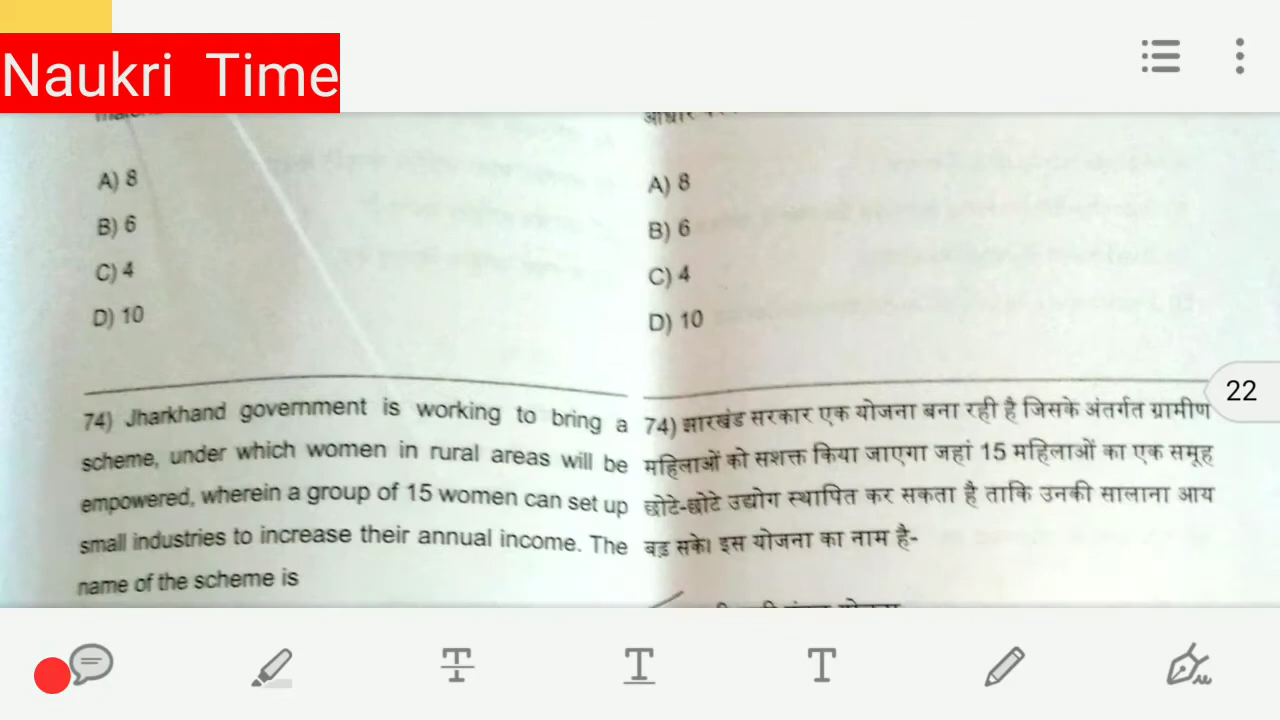 Naukri Time
आधार
A) 8
B) 6
C) 4
D) 10
A) 8
B) 6
C) 4
D) 10
22
74) Jharkhand government is working to bring a
scheme, under which women in rural areas will be
empowered, wherein a group of 15 women can set up
small industries to increase their annual income. The
name of the scheme is
74) झारखंड सरकार एक योजना बना रही है जिसके अंतर्गत ग्रामीण
महिलाओं को सशक्त किया जाएगा जहां 15 महिलाओं का एक समूह
छोटे-छोटे उद्योग स्थापित कर सकता है ताकि उनकी सालाना आय
बड़ सके। इस योजना का नाम है-
T
T
T